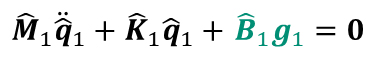 M̂₁q̂̈₁ + K̂₁q̂₁ + B̂₁g₁ = 0